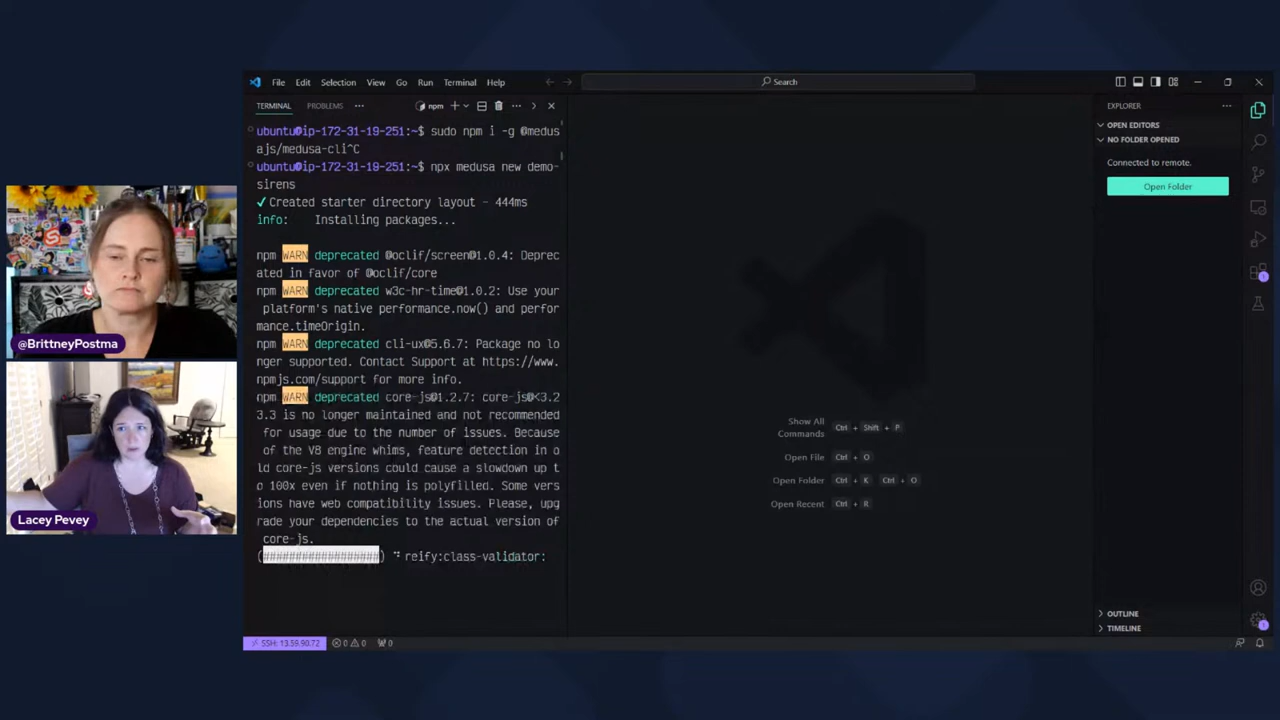 File Edit Selection View Go Run Terminal Help
Search
TERMINAL PROBLEMS
npm
ubuntu@ip-172-31-19-251:~$ sudo npm i -g @medus
ajs/medusa-cli^C
ubuntu@ip-172-31-19-251:~$ npx medusa new demo-
sirens
✓ Created starter directory layout – 444ms
info: Installing packages...
npm WARN deprecated @oclif/screen@1.0.4: Deprec
ated in favor of @oclif/core
npm WARN deprecated w3c-hr-time@1.0.2: Use your
platform's native performance.now() and perfor
mance.timeOrigin.
npm WARN deprecated cli-ux@5.6.7: Package no lo
nger supported. Contact Support at https://www.
npmjs.com/support for more info.
npm WARN deprecated core-js@1.2.7: core-js@<3.2
3.3 is no longer maintained and not recommended
for usage due to the number of issues. Because
of the V8 engine whims, feature detection in o
ld core-js versions could cause a slowdown up t
o 100x even if nothing is polyfilled. Some vers
ions have web compatibility issues. Please, upg
rade your dependencies to the actual version of
core-js.
(##################) ⠋ reify:class-validator:
Show All
Commands
Ctrl + Shift + P
Open File Ctrl + O
Open Folder Ctrl + K Ctrl + O
Open Recent Ctrl + R
EXPLORER
OPEN EDITORS
NO FOLDER OPENED
Connected to remote.
Open Folder
OUTLINE
TIMELINE
1
1
SSH: 13.59.90.72 0 0 0
@BrittneyPostma
Lacey Pevey